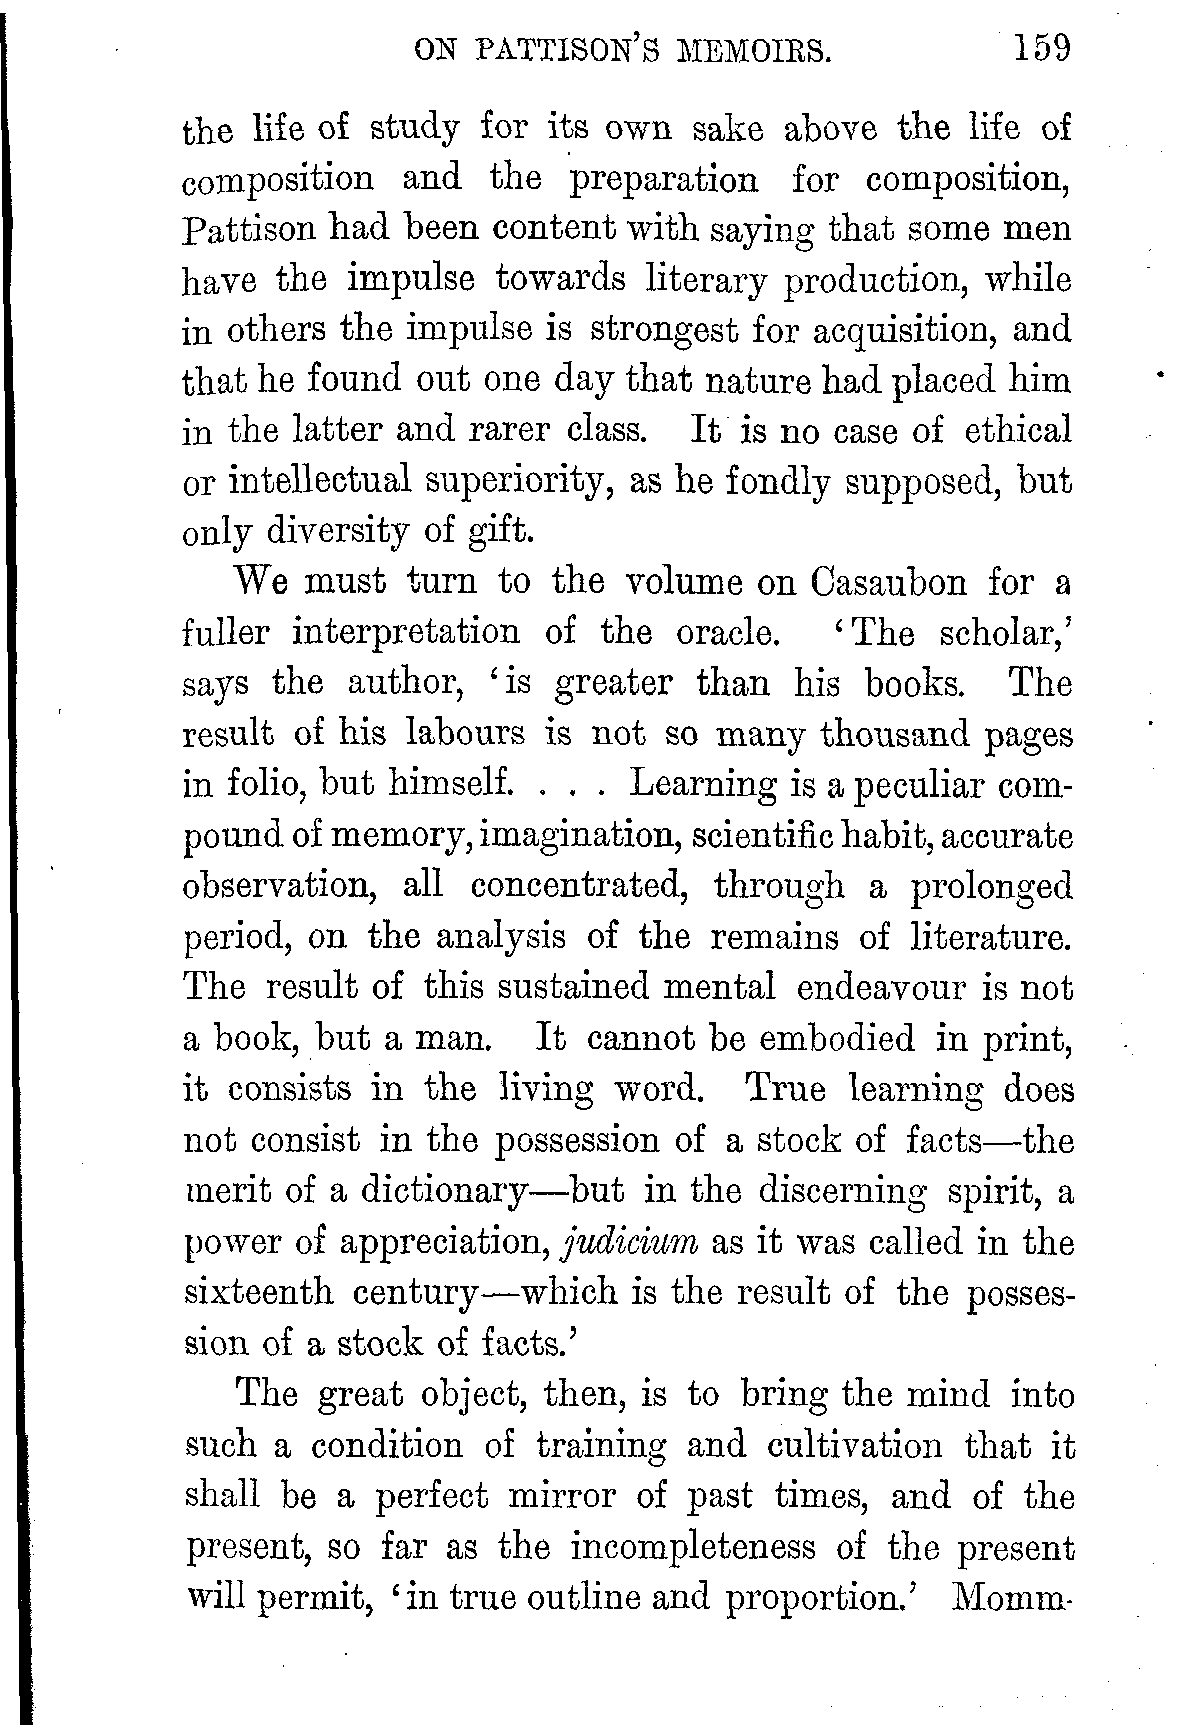 ON PATTISON'S MEMOIRS. 159
the life of study for its own sake above the life of
composition and the preparation for composition,
Pattison had been content with saying that some men
have the impulse towards literary production, while
in others the impulse is strongest for acquisition, and
that he found out one day that nature had placed him
in the latter and rarer class. It is no case of ethical
or intellectual superiority, as he fondly supposed, but
only diversity of gift.
We must turn to the volume on Casaubon for a
fuller interpretation of the oracle. ‘The scholar,’
says the author, ‘is greater than his books. The
result of his labours is not so many thousand pages
in folio, but himself. . . . Learning is a peculiar com-
pound of memory, imagination, scientific habit, accurate
observation, all concentrated, through a prolonged
period, on the analysis of the remains of literature.
The result of this sustained mental endeavour is not
a book, but a man. It cannot be embodied in print,
it consists in the living word. True learning does
not consist in the possession of a stock of facts—the
merit of a dictionary—but in the discerning spirit, a
power of appreciation, judicium as it was called in the
sixteenth century—which is the result of the posses-
sion of a stock of facts.’
The great object, then, is to bring the mind into
such a condition of training and cultivation that it
shall be a perfect mirror of past times, and of the
present, so far as the incompleteness of the present
will permit, ‘in true outline and proportion.’ Momm-